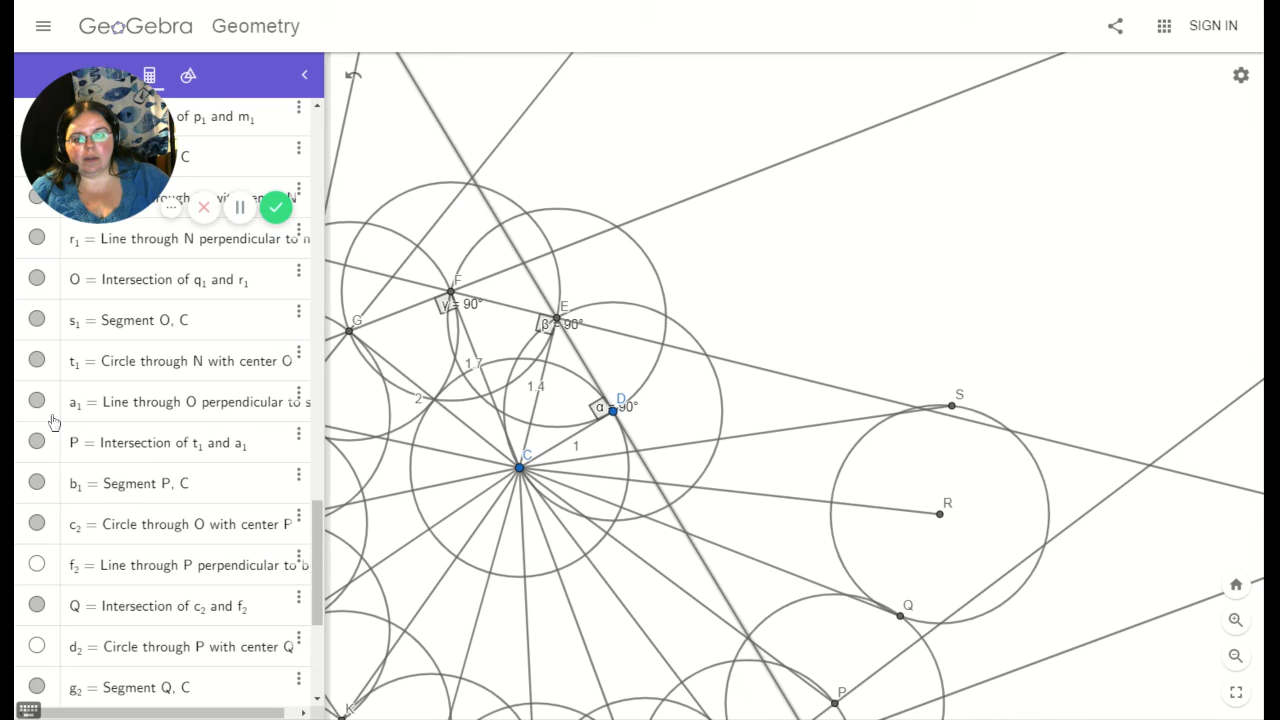 GeoGebra Geometry SIGN IN
of p₁ and m₁
C
N
r₁ = Line through N perpendicular to n
O = Intersection of q₁ and r₁
s₁ = Segment O, C
t₁ = Circle through N with center O
a₁ = Line through O perpendicular to s
P = Intersection of t₁ and a₁
b₁ = Segment P, C
c₂ = Circle through O with center P
f₂ = Line through P perpendicular to b
Q = Intersection of c₂ and f₂
d₂ = Circle through P with center Q
g₂ = Segment Q, C
F
γ = 90°
E
G
β = 90°
1.7
1.4
2
S
D
α = 90°
1
C
R
Q
P
K